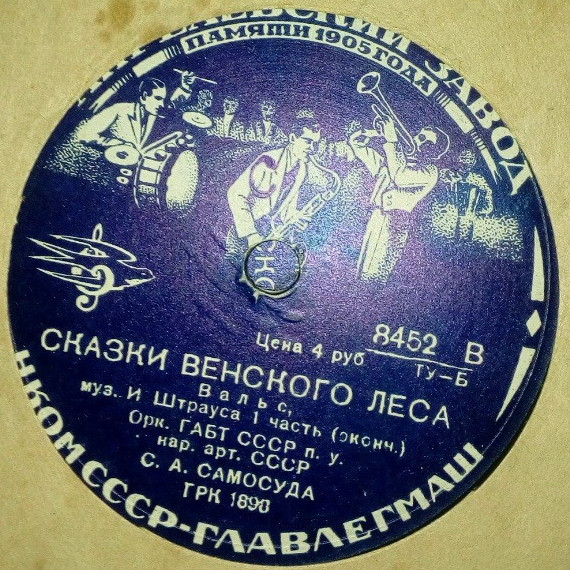 ЗАВОД
ПАМЯТИ 1905 ГОДА
Цена 4 руб
8452 В
ТУ-Б
СКАЗКИ ВЕНСКОГО ЛЕСА
Вальс,
муз. И Штрауса 1 часть (оконч.)
Орк. ГАБТ СССР п. у.
нар. арт. СССР
С. А. САМОСУДА
ГРК 1890
НКОМ СССР-ГЛАВЛЕГМАШ